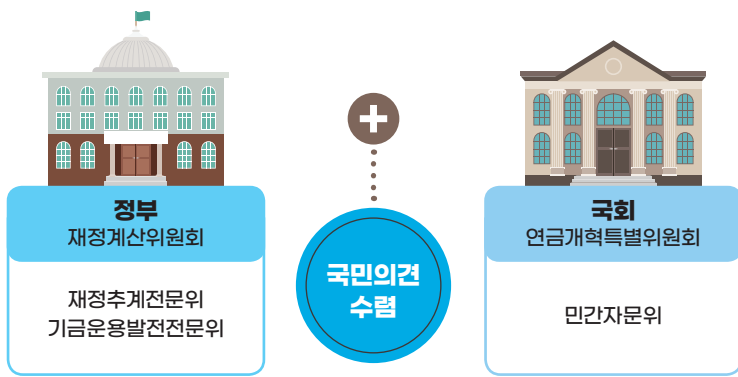 정부
재정계산위원회
재정추계전문위
기금운용발전전문위
국민의견
수렴
국회
연금개혁특별위원회
민간자문위